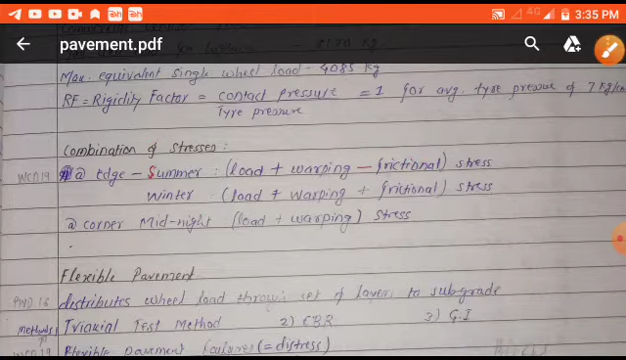 4G
3:35 PM
pavement.pdf
Max. equivalent single wheel load - 4085 kg
RF = Rigidity Factor = contact pressure / Tyre pressure = 1 for avg. tyre pressure of 7 kg/cm
Combination of stresses:
@ Edge - Summer : (load + warping - frictional) stress
Winter : (load + warping + frictional) stress
@ corner Mid-night (load + warping) stress
Flexible Pavement
distributes wheel load throw set of layers to subgrade
methods Triaxial Test Method 2) CBR 3) G.I
Flexible pavement Failures (= distress)